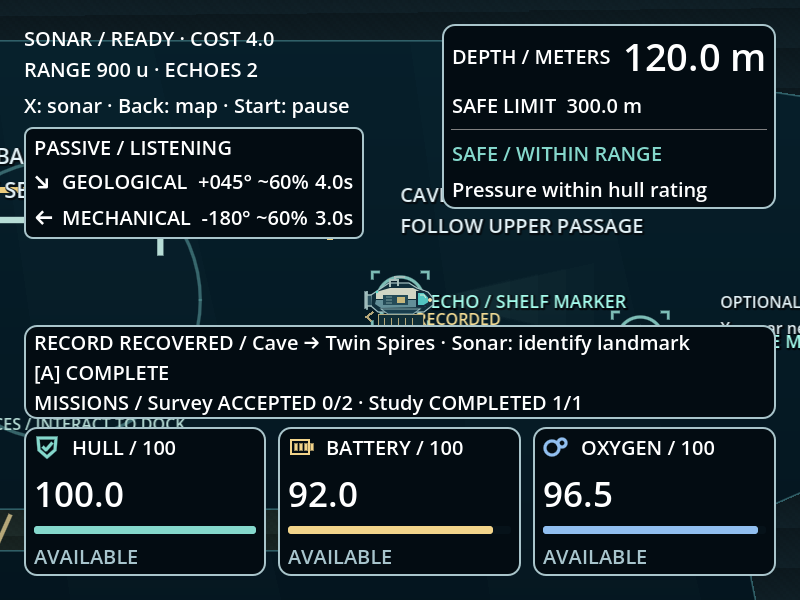 SONAR / READY · COST 4.0
RANGE 900 u · ECHOES 2
X: sonar · Back: map · Start: pause
PASSIVE / LISTENING
↘ GEOLOGICAL +045° ~60% 4.0s
← MECHANICAL -180° ~60% 3.0s
DEPTH / METERS 120.0 m
SAFE LIMIT 300.0 m
SAFE / WITHIN RANGE
Pressure within hull rating
FOLLOW UPPER PASSAGE
ECHO / SHELF MARKER
RECORDED
OPTIONAL
RECORD RECOVERED / Cave → Twin Spires · Sonar: identify landmark
[A] COMPLETE
MISSIONS / Survey ACCEPTED 0/2 · Study COMPLETED 1/1
INTERACT TO DOCK
HULL / 100
100.0
AVAILABLE
BATTERY / 100
92.0
AVAILABLE
OXYGEN / 100
96.5
AVAILABLE